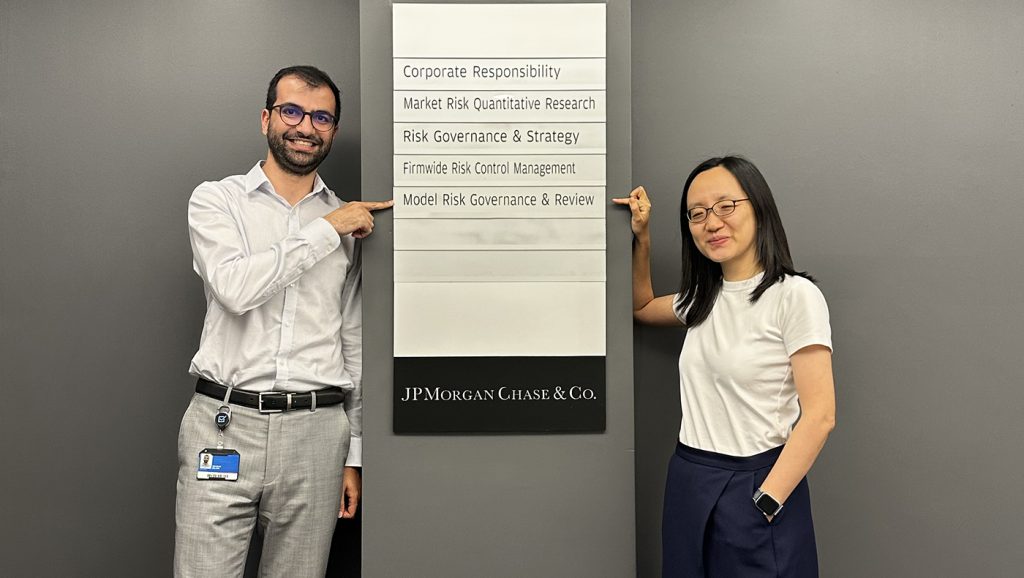 Corporate Responsibility
Market Risk Quantitative Research
Risk Governance & Strategy
Firmwide Risk Control Management
Model Risk Governance & Review
JPMorgan Chase & Co.